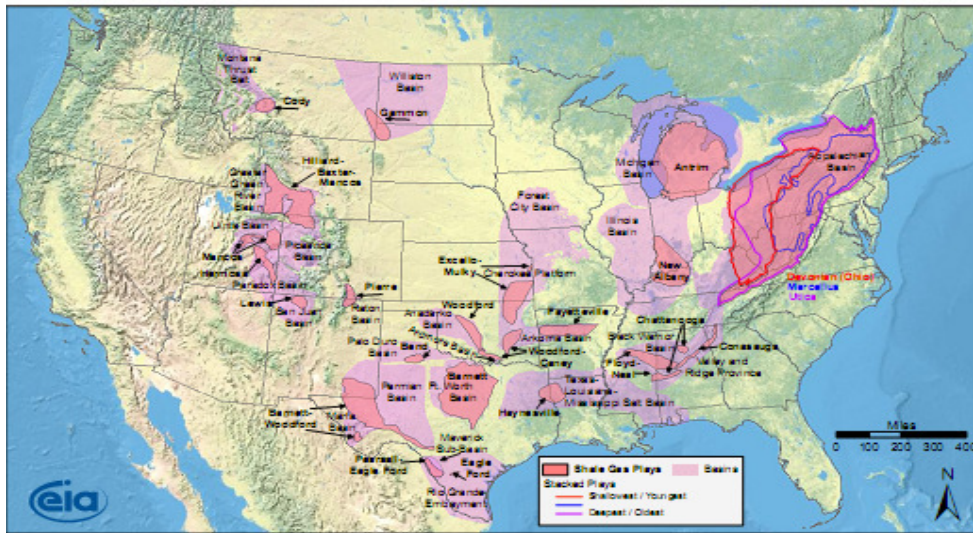 Montana
Thrust
Belt
Cody
Williston
Basin
Gammon
Hilliard-
Baxter-
Mancos
Greater
Green
River
Basin
Uinta Basin
Mancos
Piceance
Basin
Hermosa
Paradox Basin
Lewis
San Juan
Basin
Pierre
Raton
Basin
Michigan
Basin
Antrim
Appalachian
Basin
Forest
City Basin
Illinois
Basin
Excello-
Mulky
Cherokee Platform
New
Albany
Devonian (Ohio)
Marcellus
Utica
Woodford
Anadarko
Basin
Fayetteville
Chattanooga
Palo Duro
Basin
Bend
Ardmore Basin
Arkoma Basin
Woodford-
Caney
Black Warrior
Basin
Floyd-
Neal
Conasauga
Valley and
Ridge Province
Permian
Basin
Ft. Worth
Basin
Barnett
Texas-
Louisiana-
Mississippi Salt Basin
Haynesville
Barnett-
Woodford
Marfa
Basin
Maverick
Sub-Basin
Pearsall-
Eagle Ford
Eagle
Ford
Rio Grande
Embayment
Miles
0 100 200 300 400
N
Shale Gas Plays
Basins
Stacked Plays
Shallowest / Youngest
Deepest / Oldest
eia